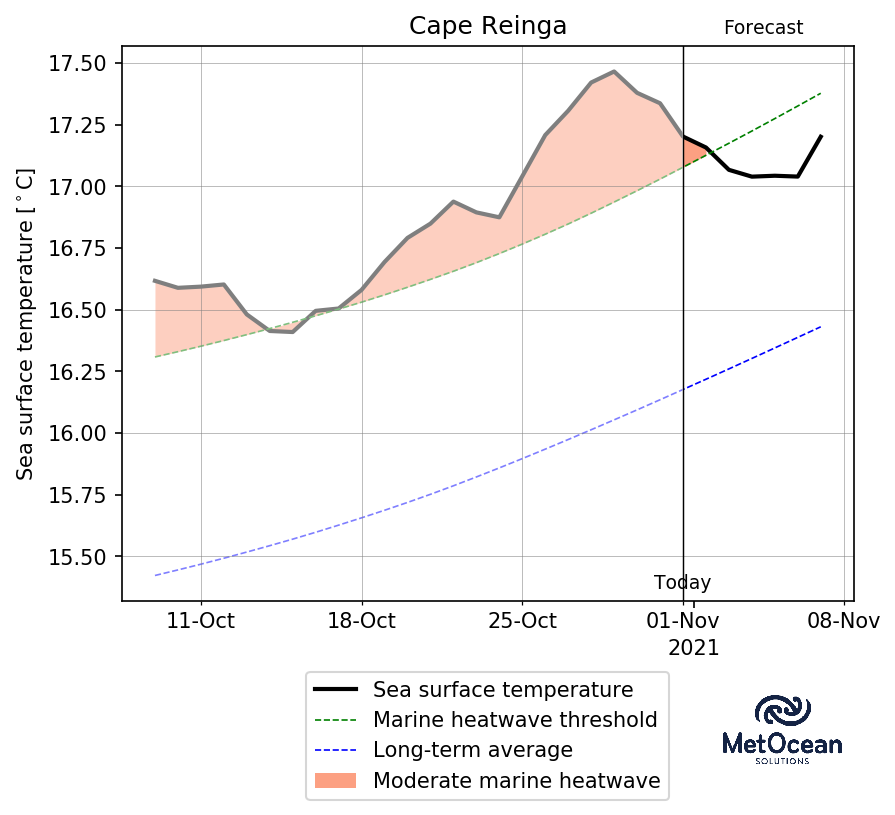 Cape Reinga
Forecast
17.50
17.25
17.00
16.75
16.50
16.25
16.00
15.75
15.50
Sea surface temperature [°C]
Today
11-Oct 18-Oct 25-Oct 01-Nov 08-Nov
2021
Sea surface temperature
Marine heatwave threshold
Long-term average
Moderate marine heatwave
MetOcean
SOLUTIONS